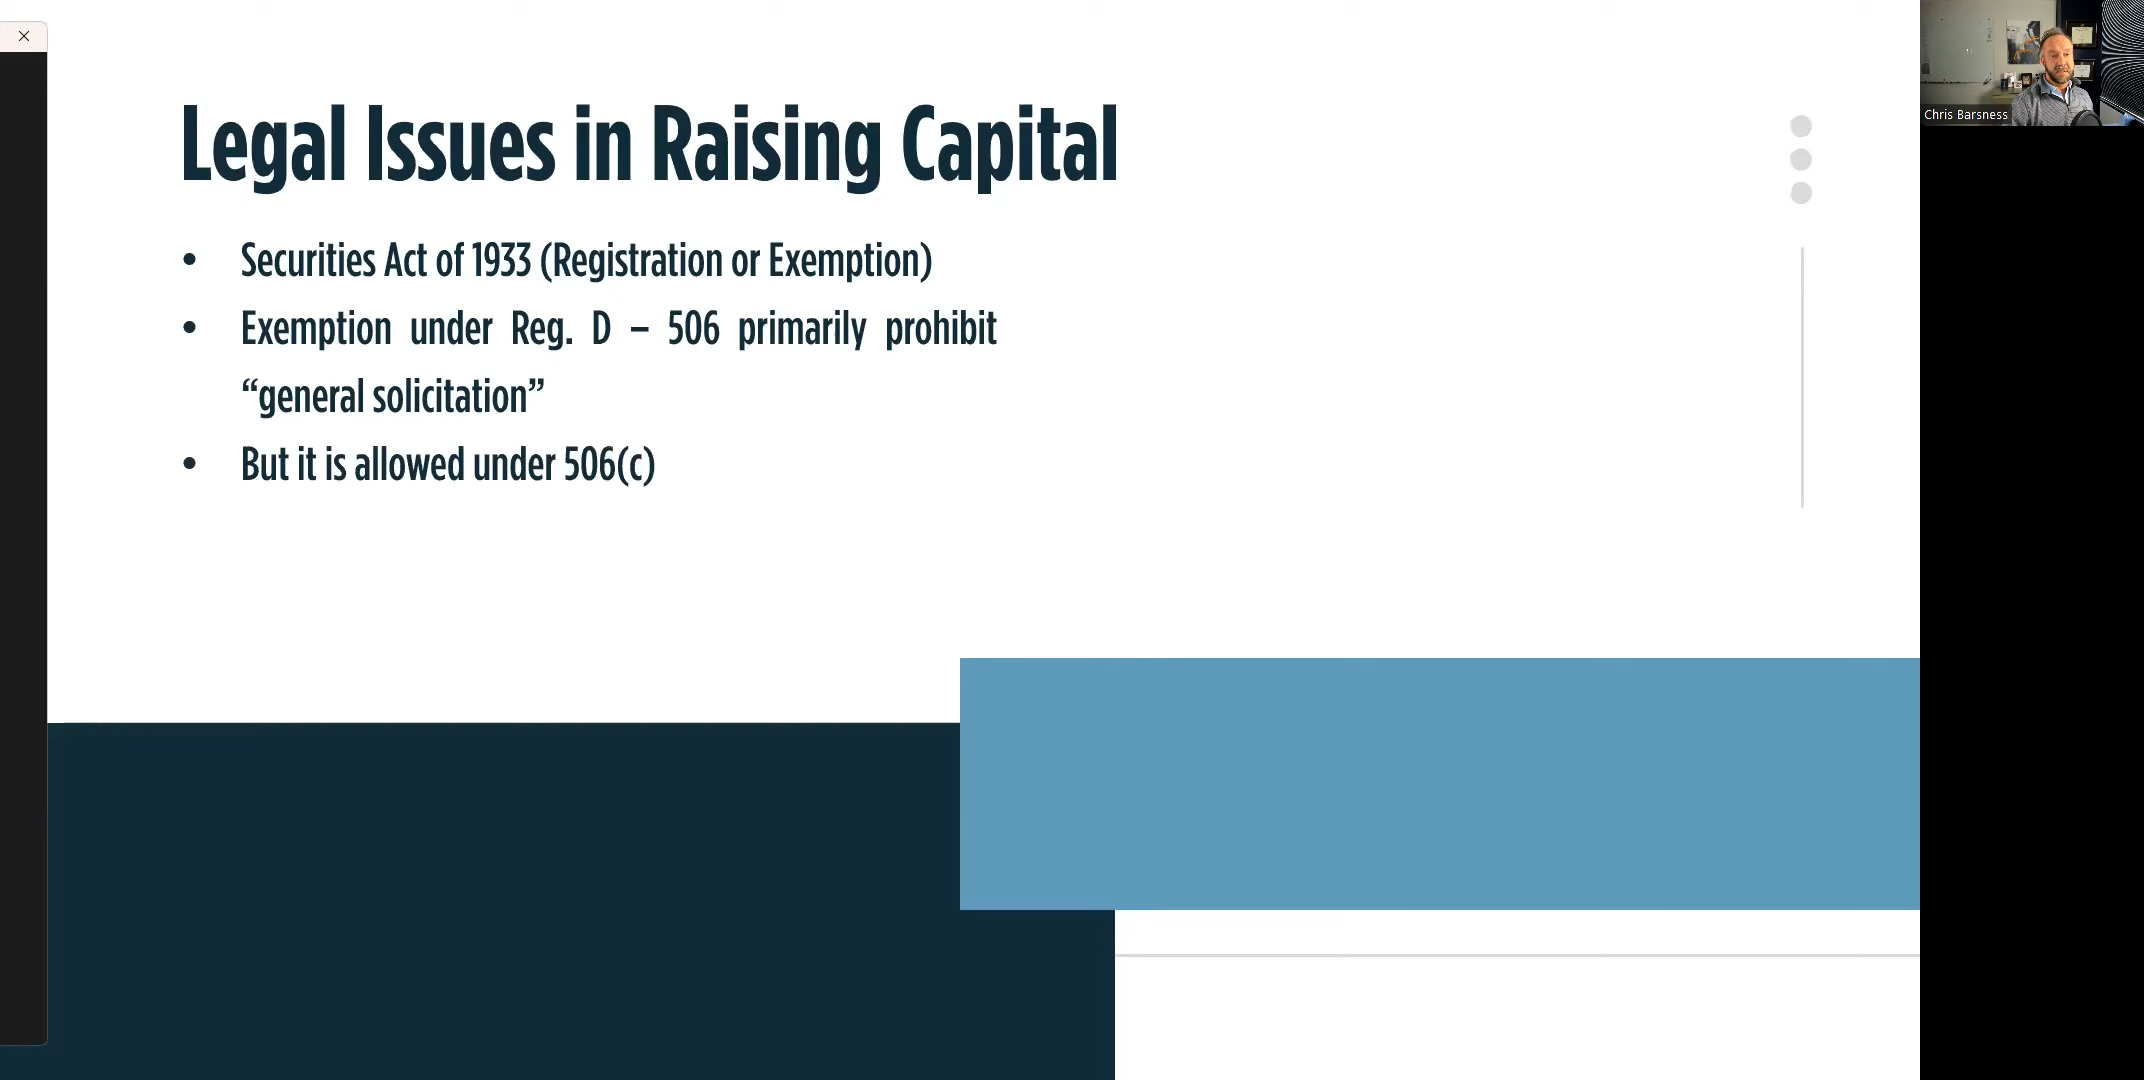 Legal Issues in Raising Capital
• Securities Act of 1933 (Registration or Exemption)
• Exemption under Reg. D – 506 primarily prohibit
“general solicitation”
• But it is allowed under 506(c)
Chris Barsness